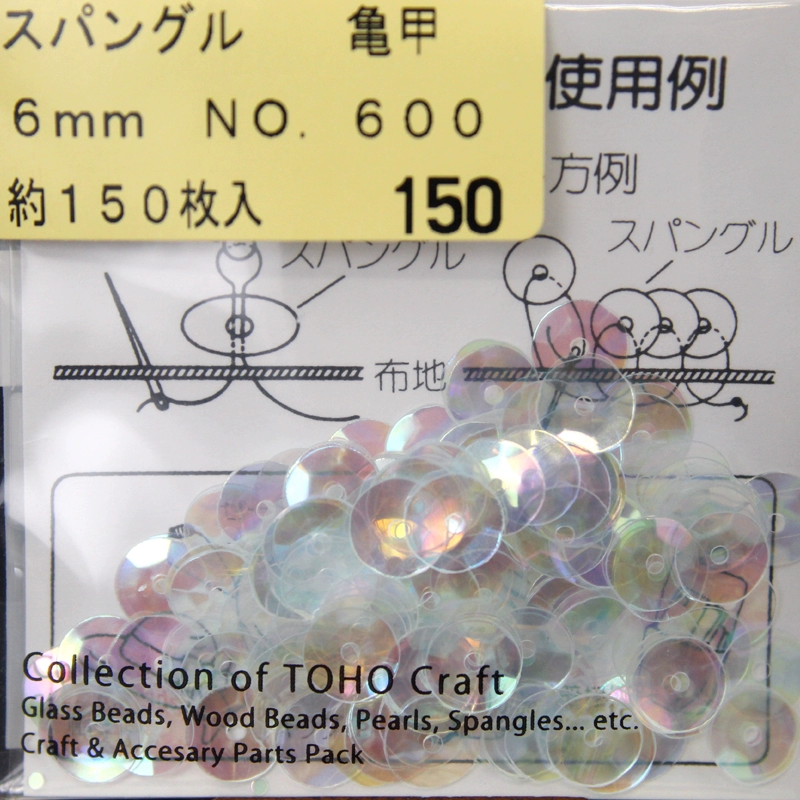 スパングル 亀甲
6mm NO. 600
約150枚入 150
使用例
方例
スパングル
スパングル
布地
Collection of TOHO Craft
Glass Beads, Wood Beads, Pearls, Spangles... etc.
Craft & Accesary Parts Pack